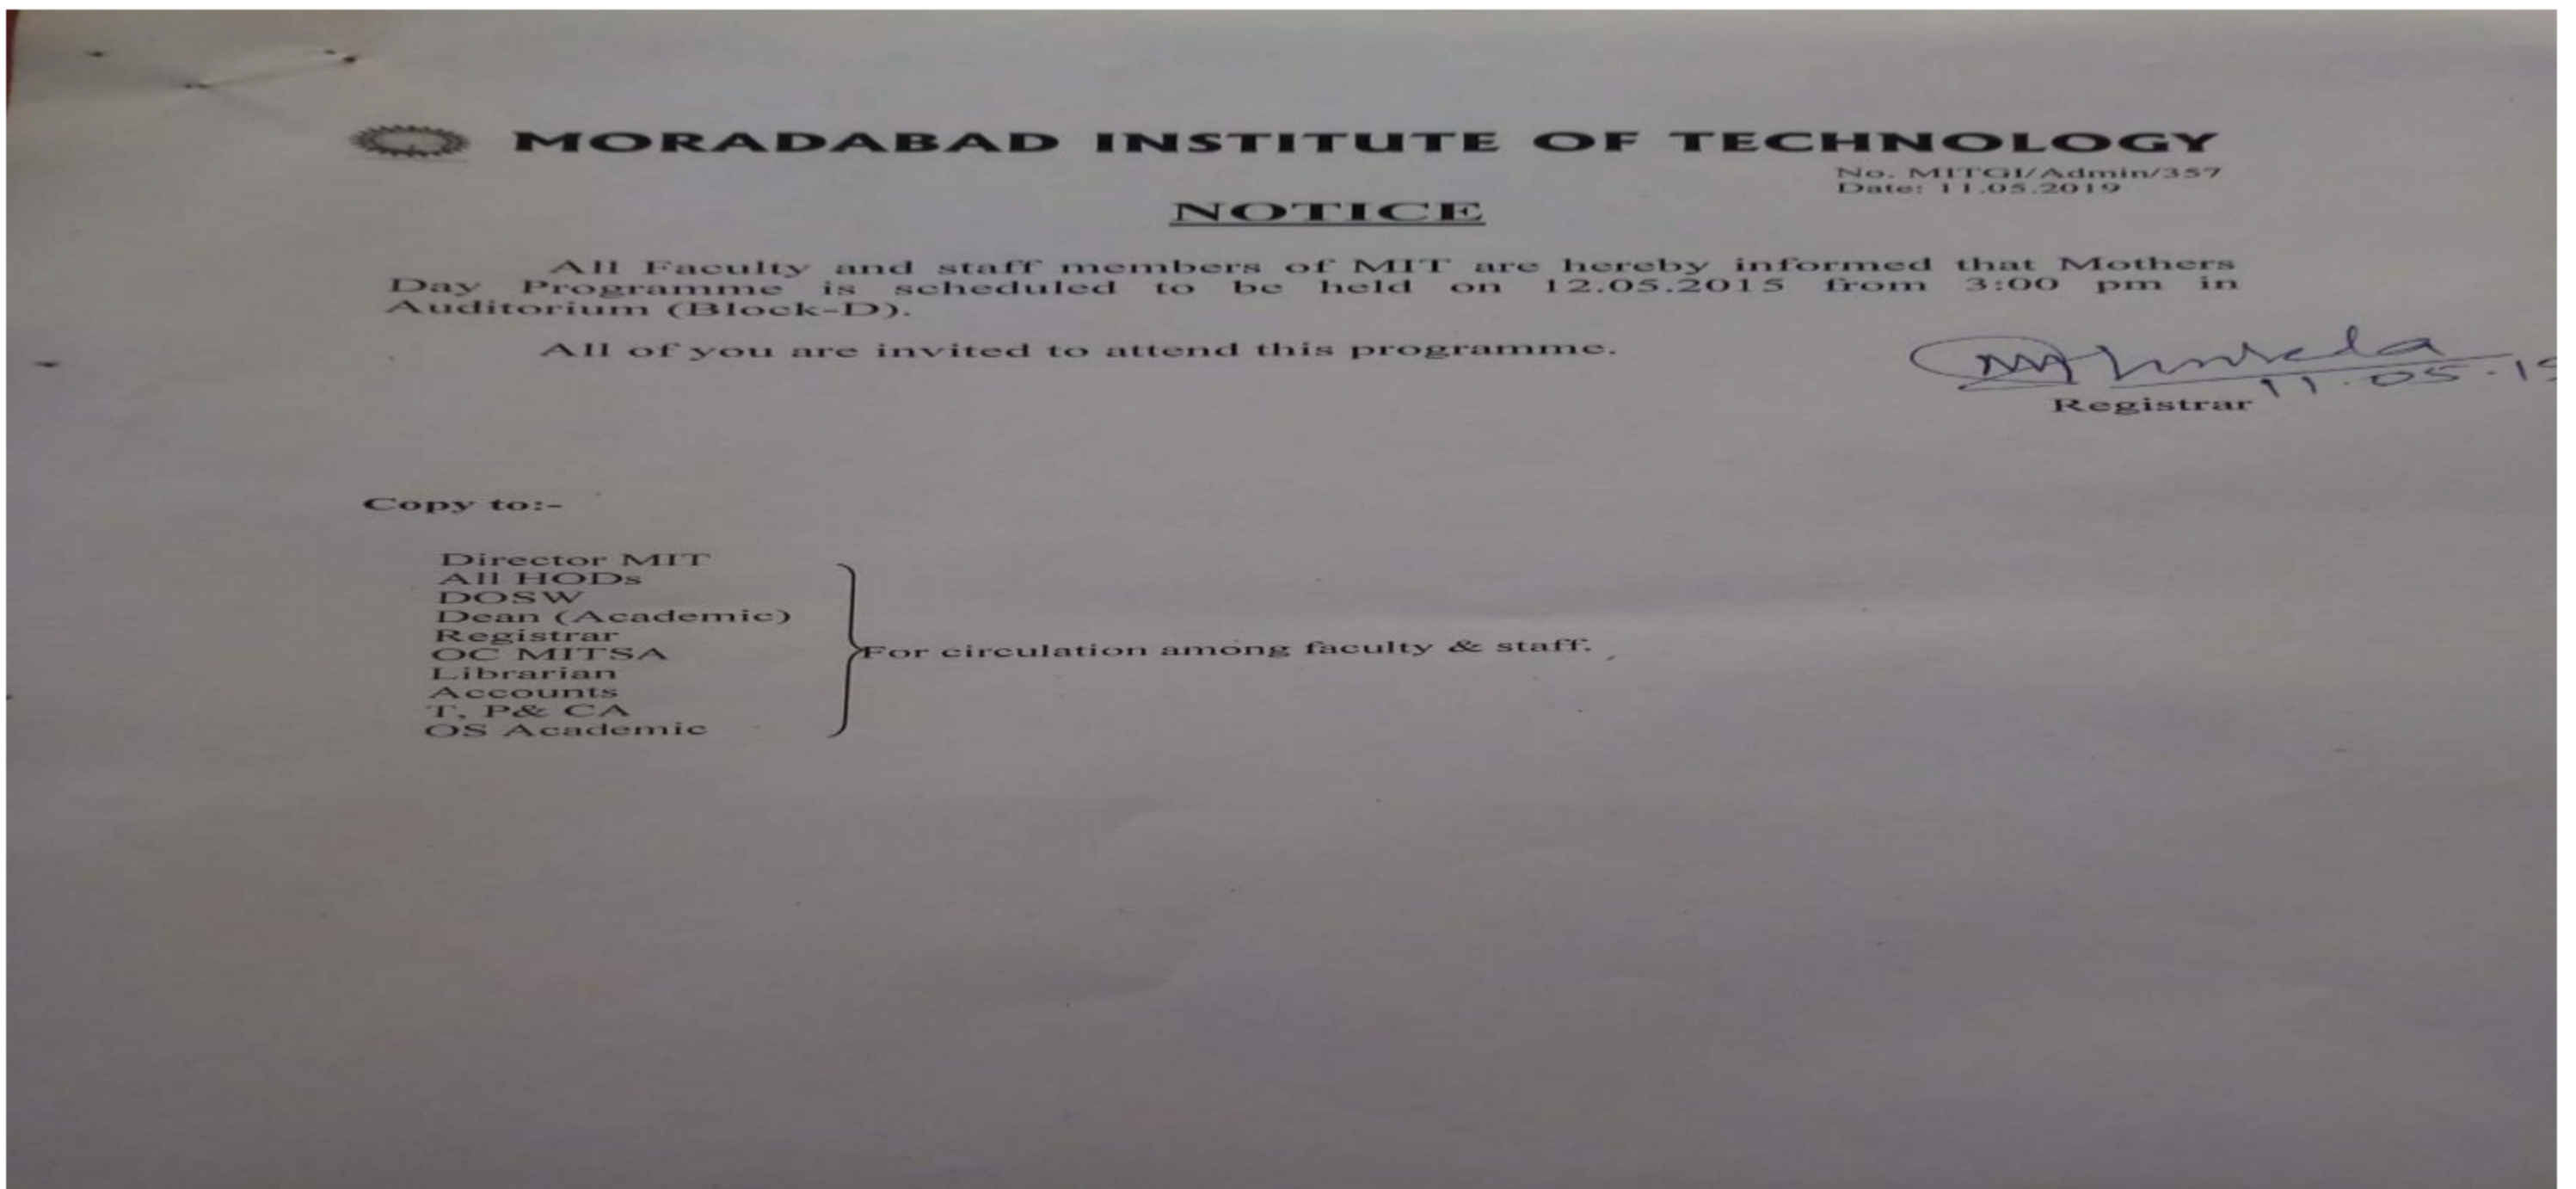 MORADABAD INSTITUTE OF TECHNOLOGY
No. MITGI/Admin/357
Date: 11.05.2019
NOTICE
All Faculty and staff members of MIT are hereby informed that Mothers
Day Programme is scheduled to be held on 12.05.2015 from 3:00 pm in
Auditorium (Block-D).
All of you are invited to attend this programme.
11.05.15
Registrar
Copy to:-
Director MIT
All HODs
DOSW
Dean (Academic)
Registrar
OC MITSA
For circulation among faculty & staff.
Librarian
Accounts
T, P& CA
OS Academic